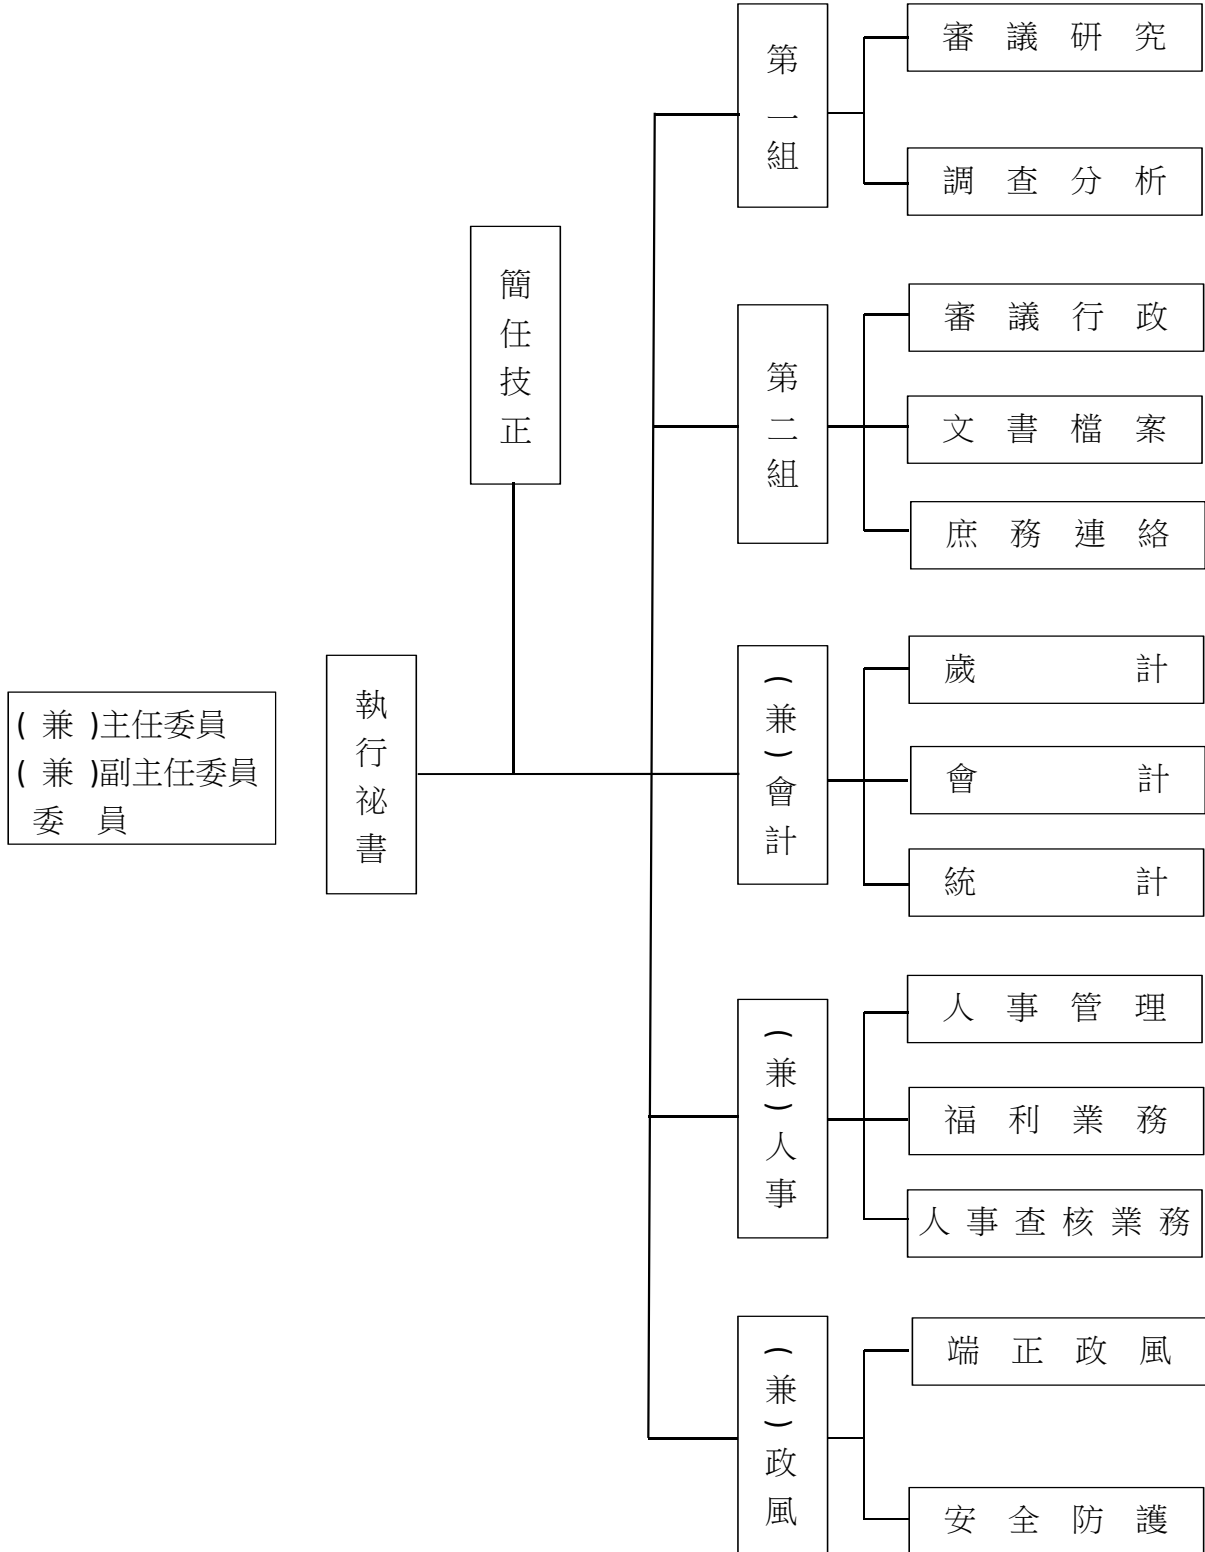 (兼)主任委員
(兼)副主任委員
委員
執行祕書
簡任技正
第一組
審議研究
調查分析
第二組
審議行政
文書檔案
庶務連絡
(兼)會計
歲計
會計
統計
(兼)人事
人事管理
福利業務
人事查核業務
(兼)政風
端正政風
安全防護